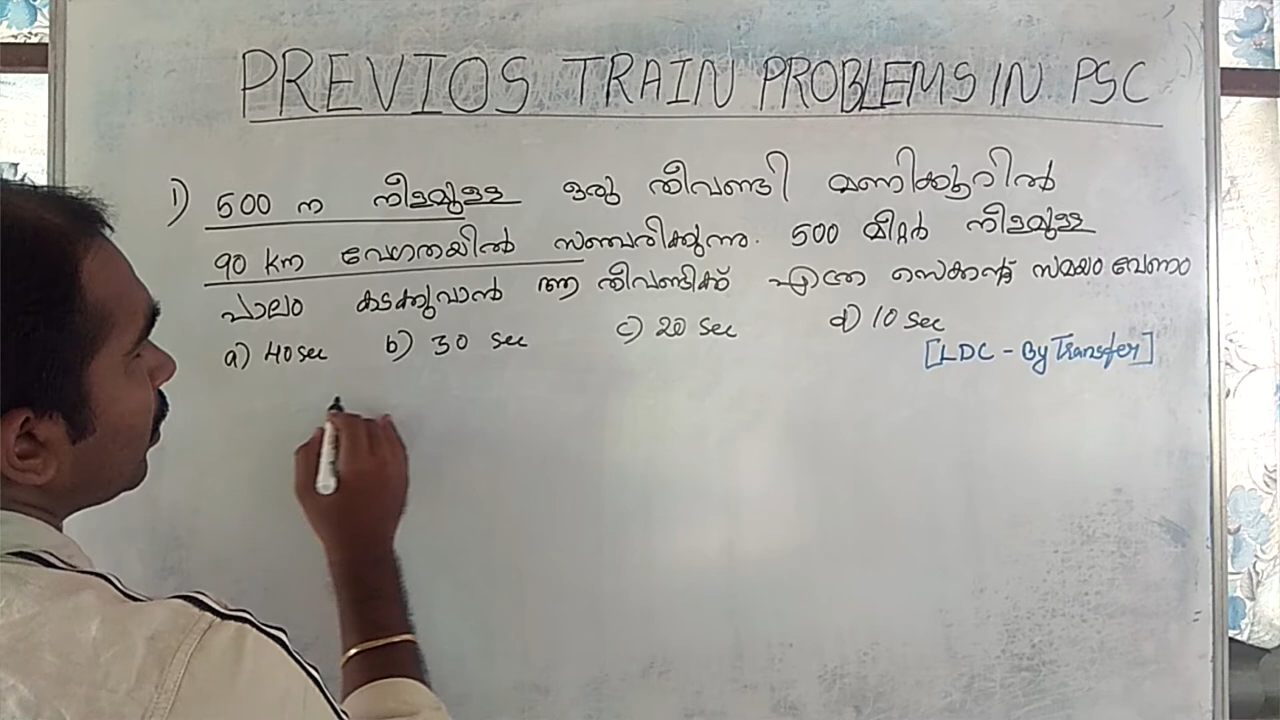 PREVIOS TRAIN PROBLEMS IN PSC
1) 500 m നീളമുള്ള ഒരു തീവണ്ടി മണിക്കൂറിൽ
90 km വേഗതയിൽ സഞ്ചരിക്കുന്നു. 500 മീറ്റർ നീളമുള്ള
പാലം കടക്കുവാൻ ആ തീവണ്ടിക്ക് എത്ര സെക്കന്റ് സമയം വേണം
a) 40 sec b) 30 sec c) 20 sec d) 10 sec
[LDC - By Transfer]